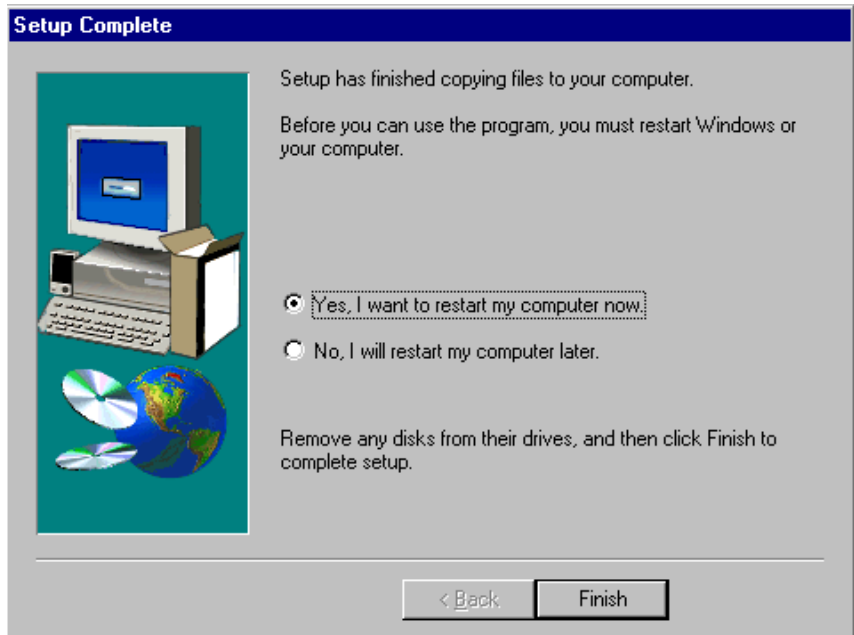 Setup Complete
Setup has finished copying files to your computer.
Before you can use the program, you must restart Windows or
your computer.
Yes, I want to restart my computer now.
No, I will restart my computer later.
Remove any disks from their drives, and then click Finish to
complete setup.
< Back
Finish